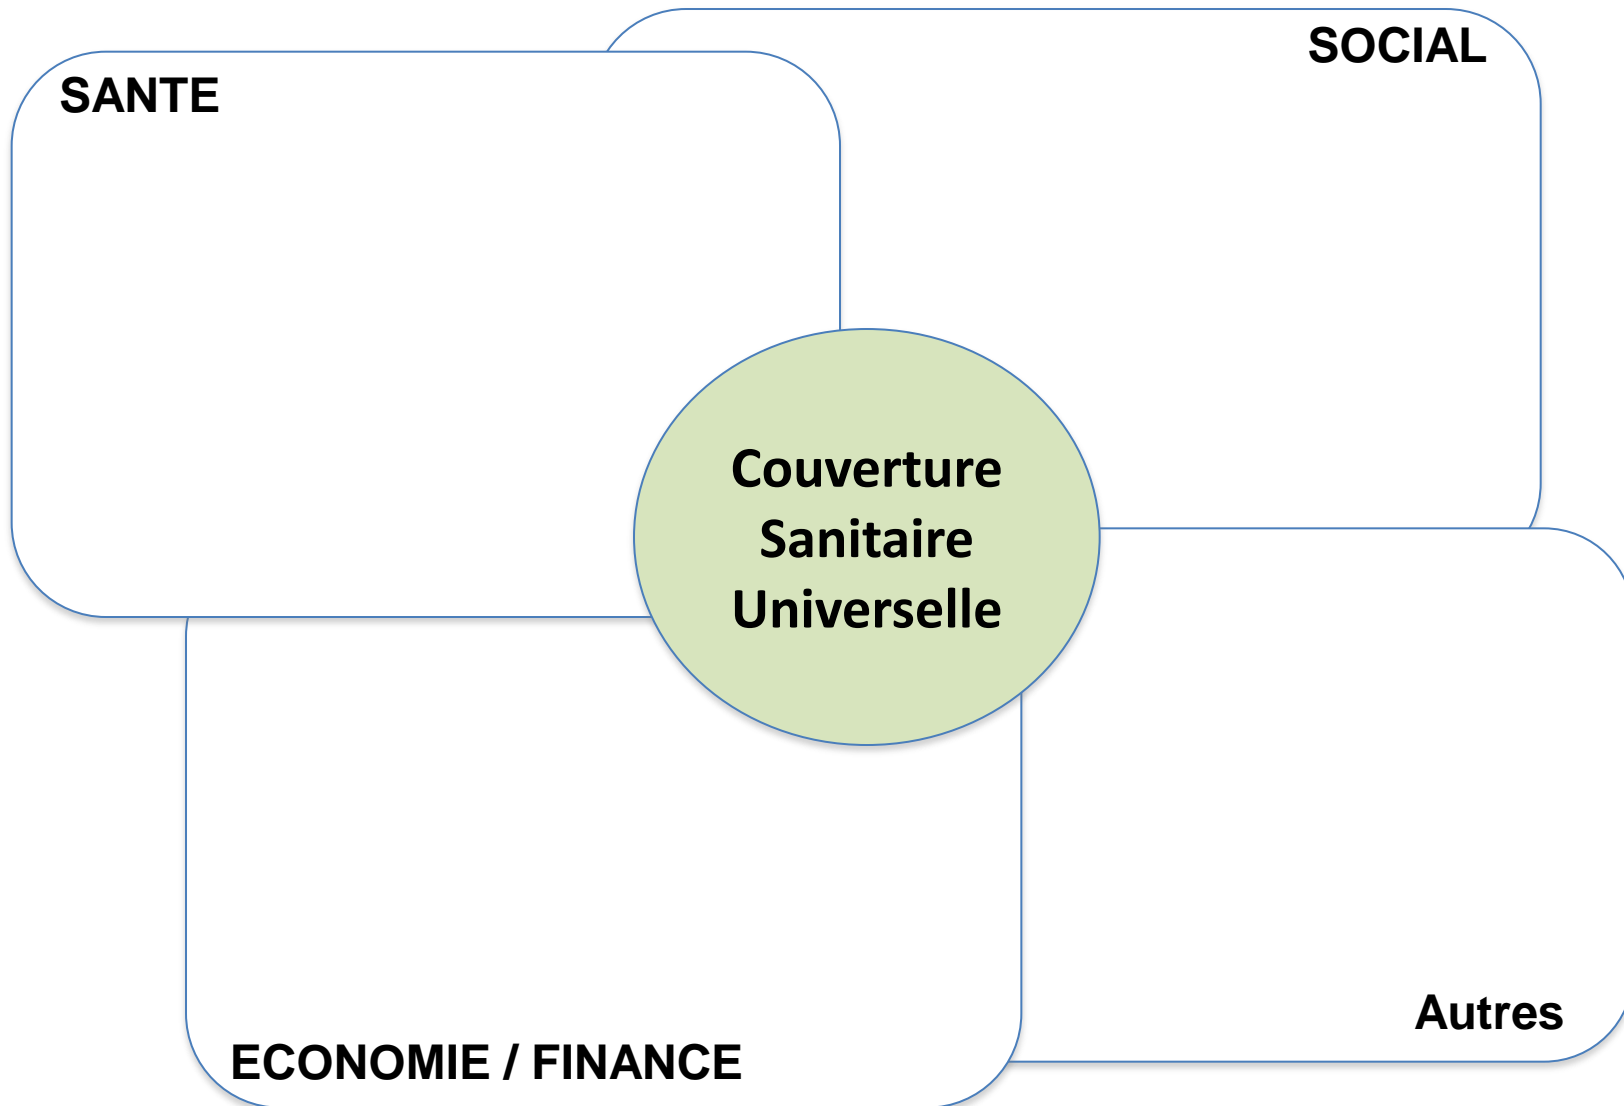 SOCIAL
SANTE
Couverture
Sanitaire
Universelle
Autres
ECONOMIE / FINANCE